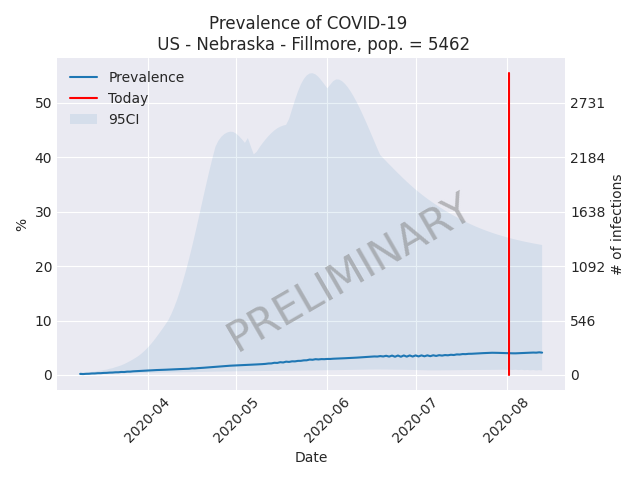 Prevalence of COVID-19
US - Nebraska - Fillmore, pop. = 5462
Prevalence
Today
95CI
50
40
30
20
10
0
%
2731
2184
1638
1092
546
0
# of infections
PRELIMINARY
2020-04
2020-05
2020-06
2020-07
2020-08
Date